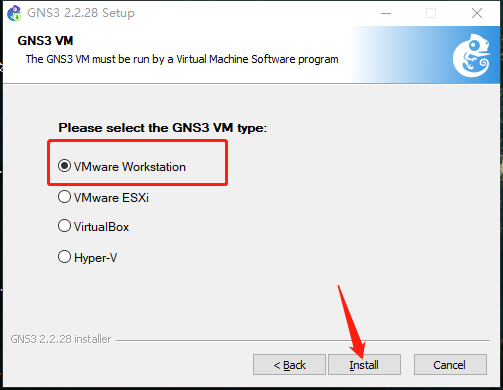 GNS3 2.2.28 Setup
GNS3 VM
The GNS3 VM must be run by a Virtual Machine Software program
Please select the GNS3 VM type:
VMware Workstation
VMware ESXi
VirtualBox
Hyper-V
GNS3 2.2.28 installer
< Back
Install
Cancel